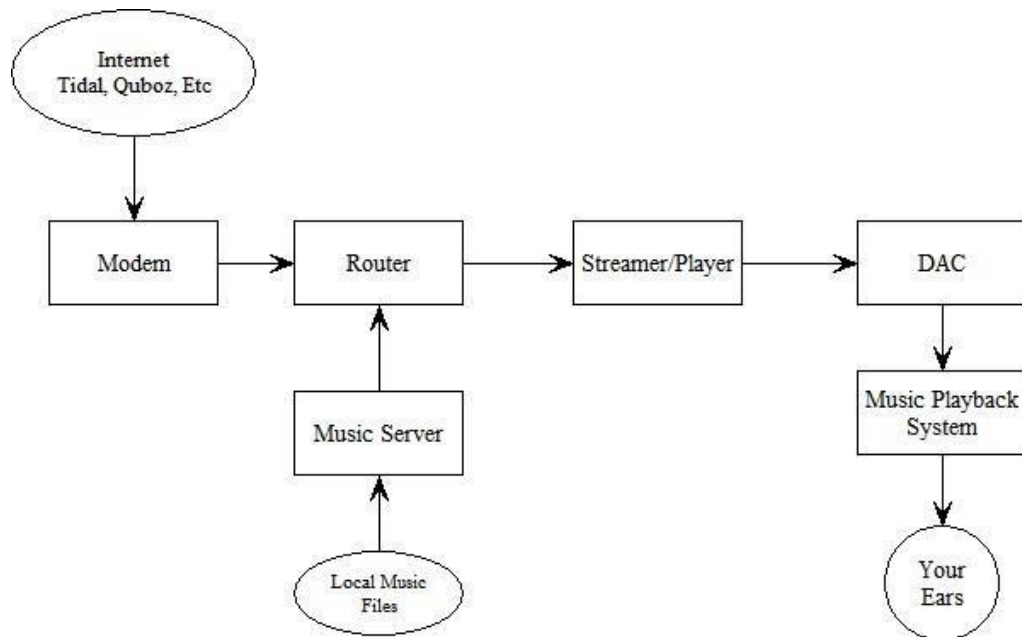 Internet
Tidal, Quboz, Etc
Modem
Router
Streamer/Player
DAC
Music Server
Music Playback
System
Local Music
Files
Your
Ears